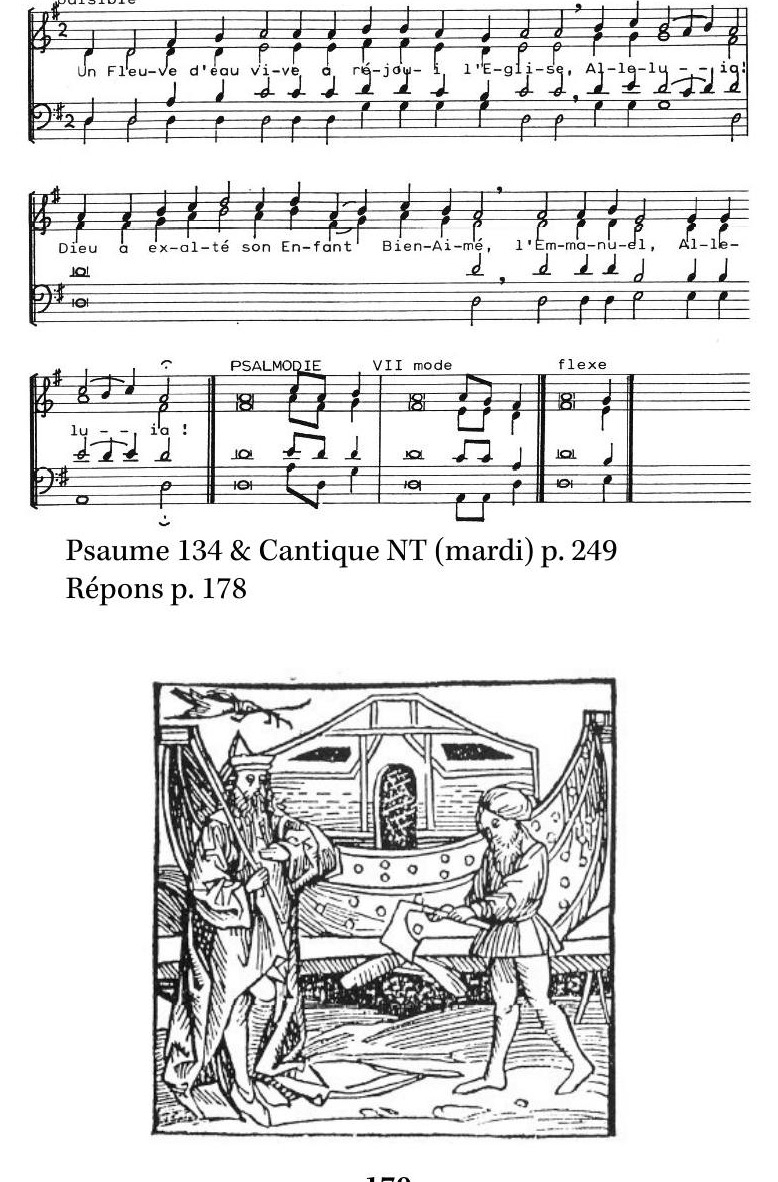 paisible
Un Fleu-ve d'eau vi-ve a ré-jou- i l'E-gli-se, Al-le-lu - - ia!
Dieu a ex-al-té son En-fant Bien-Ai-mé, l'Em-ma-nu-el, Al-le-
PSALMODIE VII mode flexe
lu - - ia !
Psaume 134 & Cantique NT (mardi) p. 249
Répons p. 178